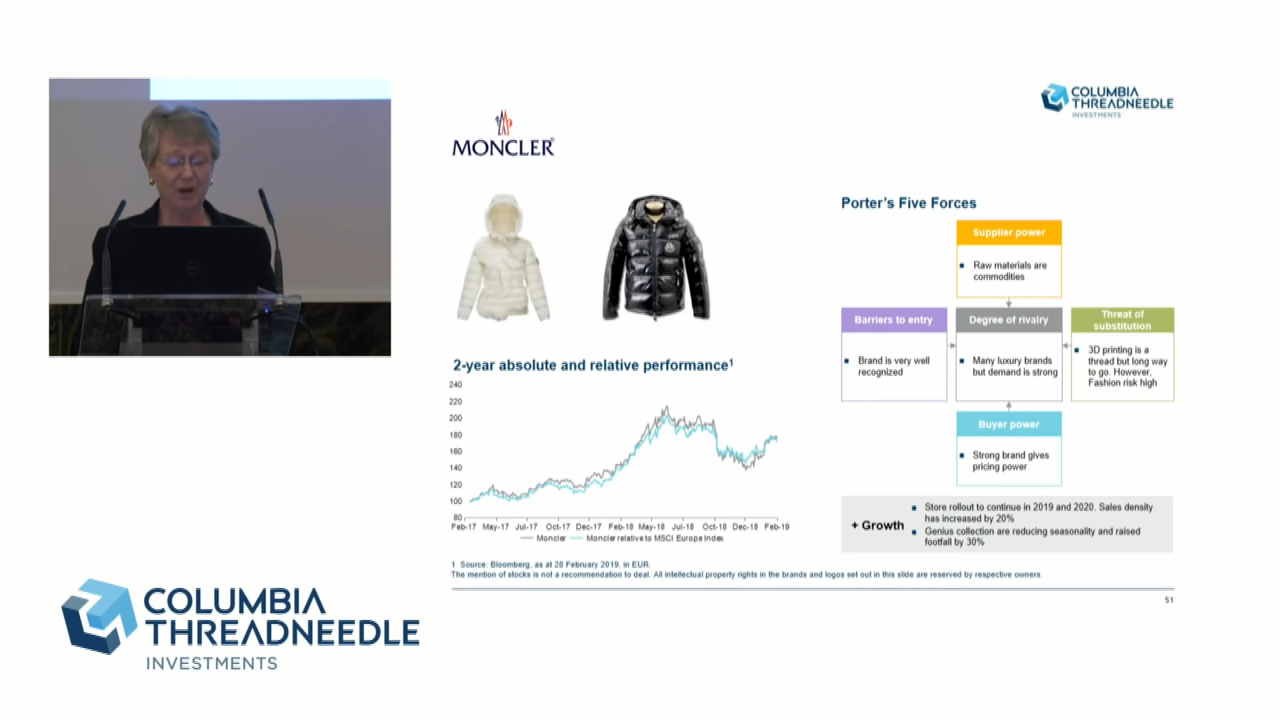 COLUMBIA
THREADNEEDLE
INVESTMENTS
MONCLER
Porter's Five Forces
Supplier power
Raw materials are
commodities
Barriers to entry
Brand is very well
recognized
Degree of rivalry
Many luxury brands
but demand is strong
Threat of
substitution
3D printing is a
thread but long way
to go. However,
Fashion risk high
Buyer power
Strong brand gives
pricing power
+ Growth
Store rollout to continue in 2019 and 2020. Sales density
has increased by 20%
Genius collection are reducing seasonality and raised
footfall by 30%
2-year absolute and relative performance1
240
220
200
180
160
140
120
100
80
Feb-17 May-17 Jul-17 Oct-17 Dec-17 Feb-18 May-18 Jul-18 Oct-18 Dec-18 Feb-19
Moncler Moncler relative to MSCI Europe Index
1 Source: Bloomberg, as at 28 February 2019, in EUR.
The mention of stocks is not a recommendation to deal. All intellectual property rights in the brands and logos set out in this slide are reserved by respective owners.
51
COLUMBIA
THREADNEEDLE
INVESTMENTS